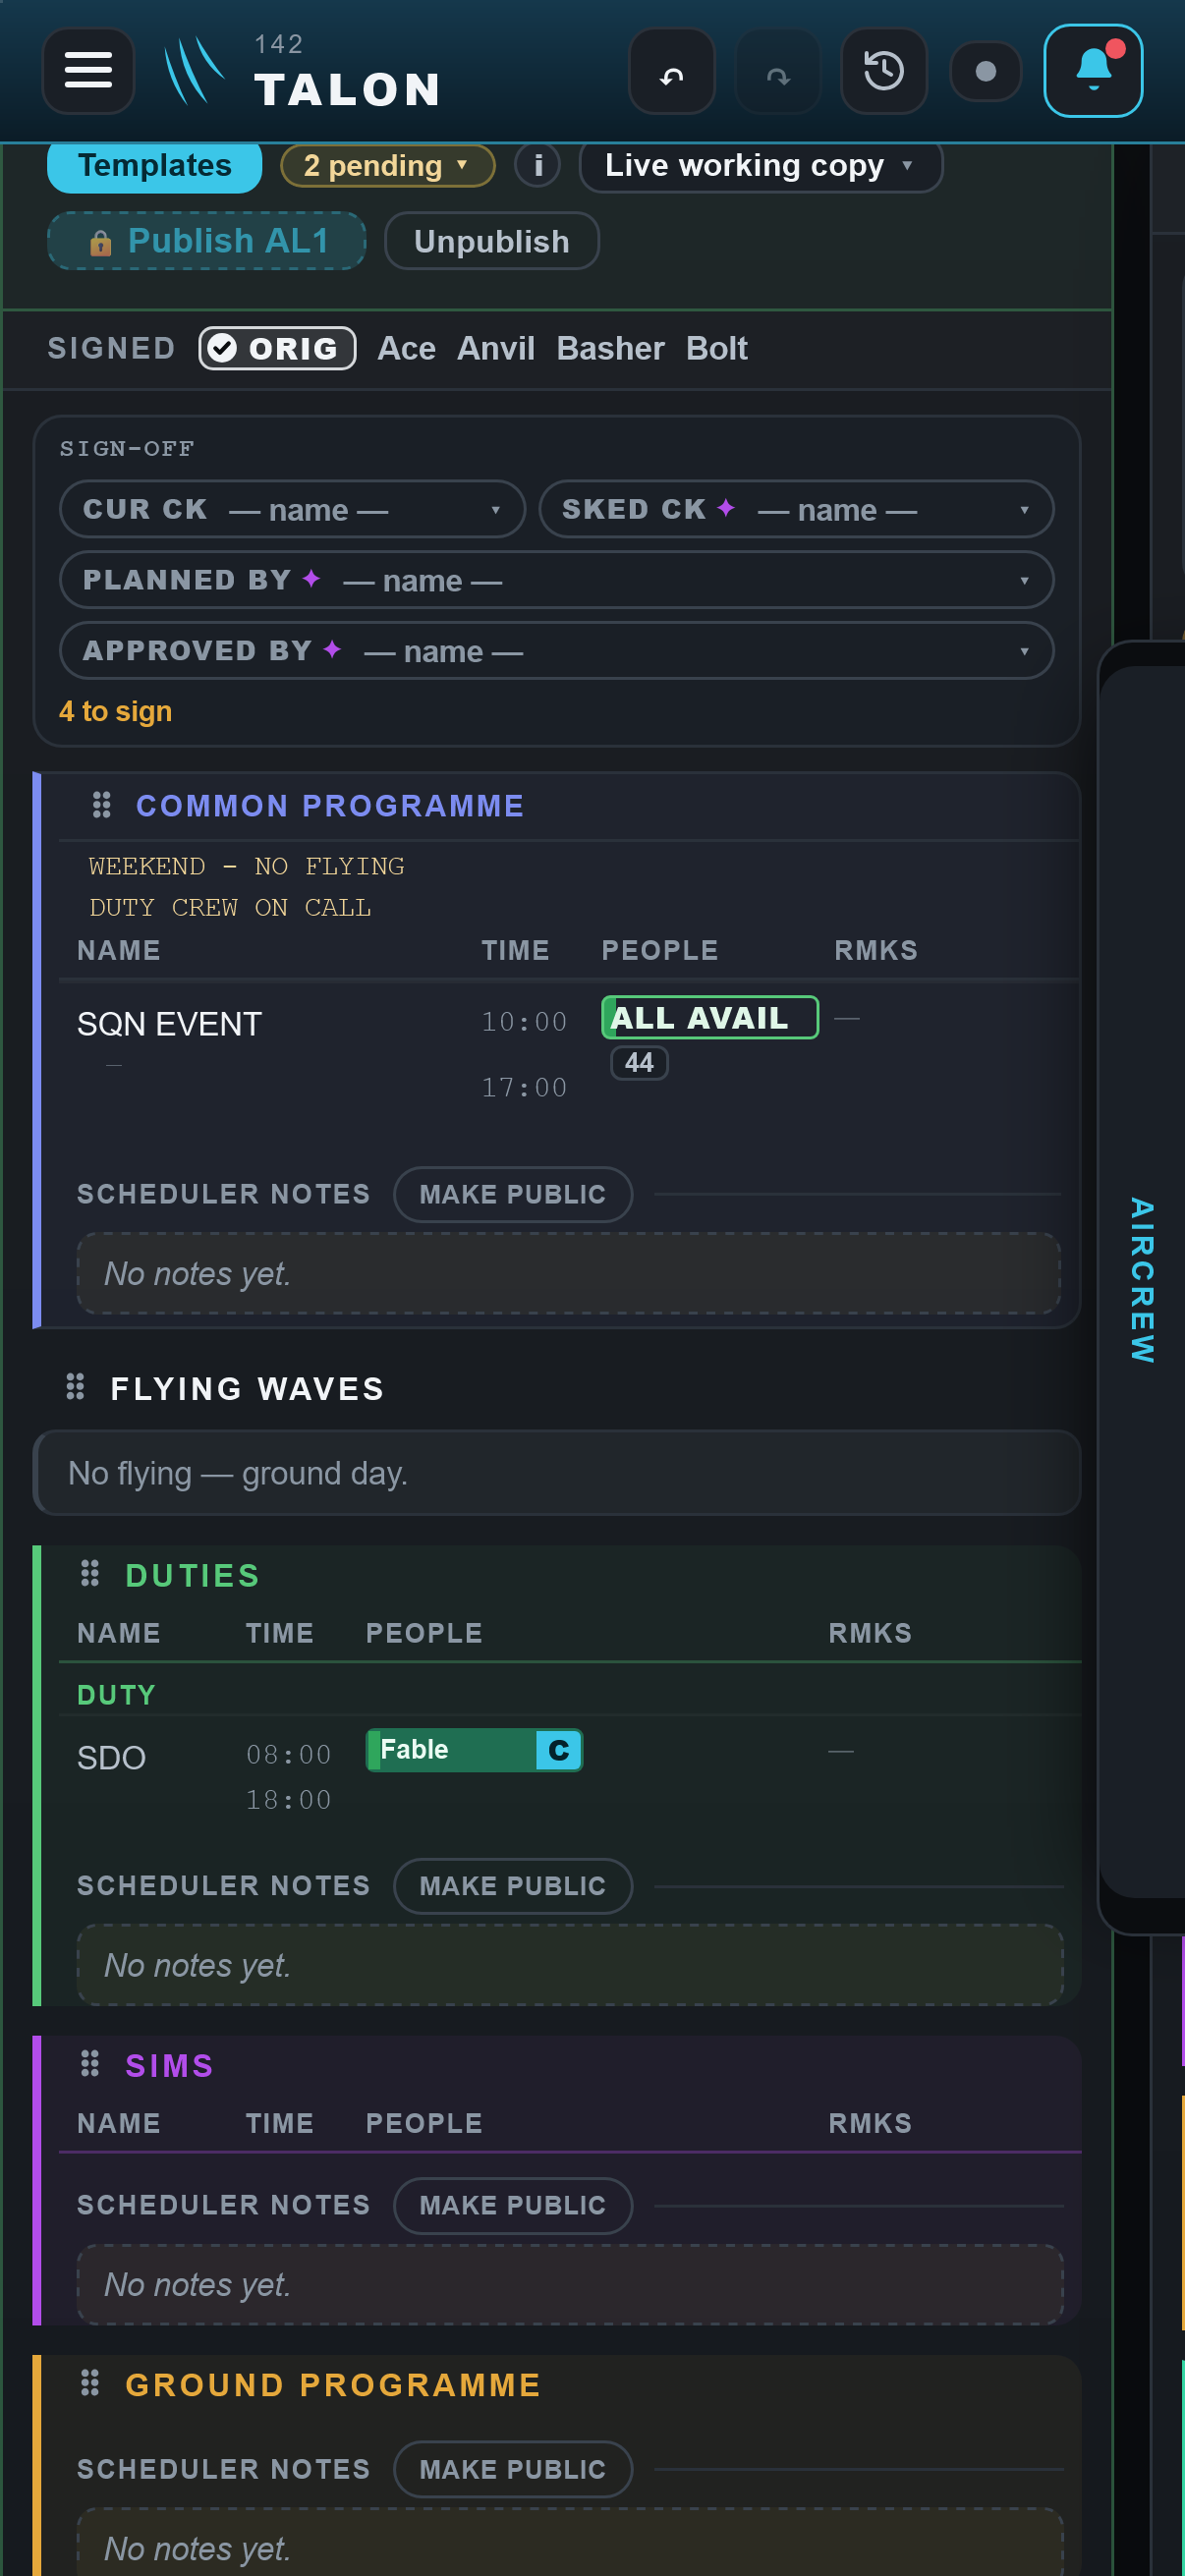 142
TALON
Templates 2 pending i Live working copy
Publish AL1 Unpublish
SIGNED ORIG Ace Anvil Basher Bolt
SIGN-OFF
CUR CK — name — SKED CK — name —
PLANNED BY — name —
APPROVED BY — name —
4 to sign
COMMON PROGRAMME
WEEKEND - NO FLYING
DUTY CREW ON CALL
NAME TIME PEOPLE RMKS
SQN EVENT 10:00 ALL AVAIL —
— 44
17:00
SCHEDULER NOTES MAKE PUBLIC
No notes yet.
AIRCREW
FLYING WAVES
No flying — ground day.
DUTIES
NAME TIME PEOPLE RMKS
DUTY
SDO 08:00 Fable C —
18:00
SCHEDULER NOTES MAKE PUBLIC
No notes yet.
SIMS
NAME TIME PEOPLE RMKS
SCHEDULER NOTES MAKE PUBLIC
No notes yet.
GROUND PROGRAMME
SCHEDULER NOTES MAKE PUBLIC
No notes yet.